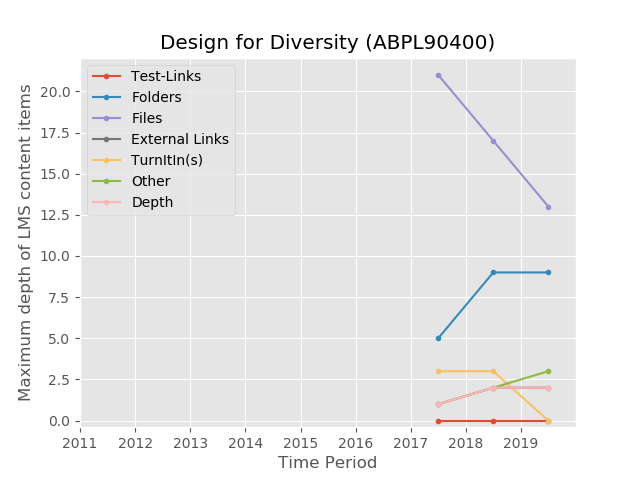 Design for Diversity (ABPL90400)
Test-Links
Folders
Files
External Links
TurnItIn(s)
Other
Depth
Maximum depth of LMS content items
20.0
17.5
15.0
12.5
10.0
7.5
5.0
2.5
0.0
2011 2012 2013 2014 2015 2016 2017 2018 2019
Time Period